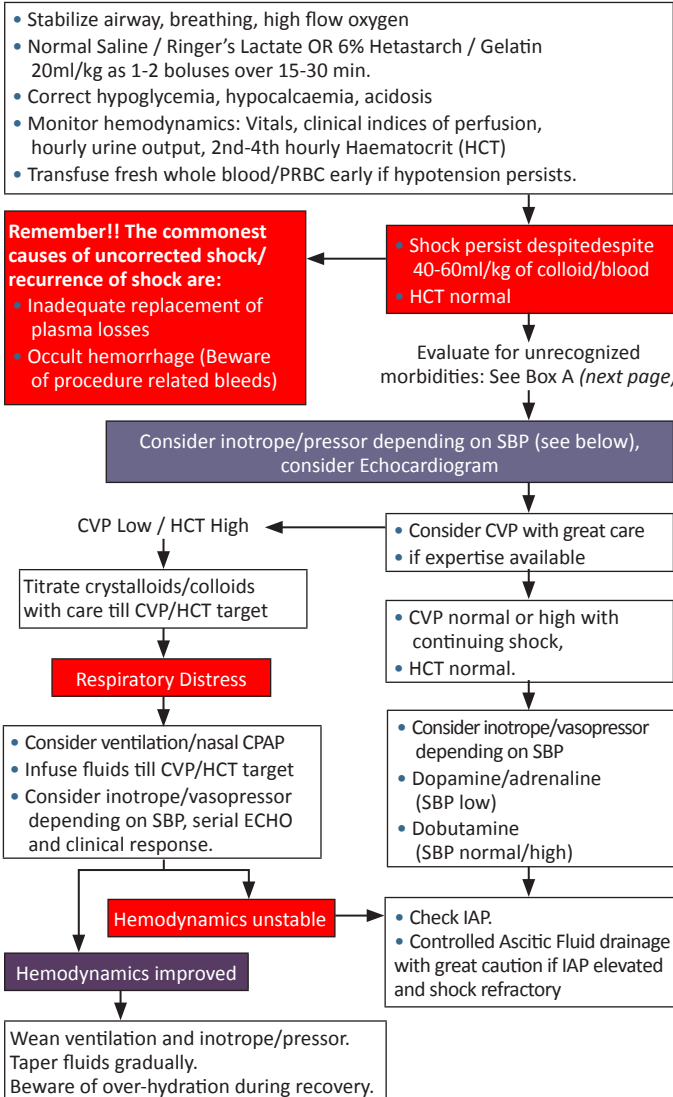 • Stabilize airway, breathing, high flow oxygen
• Normal Saline / Ringer's Lactate OR 6% Hetastarch / Gelatin
20ml/kg as 1-2 boluses over 15-30 min.
• Correct hypoglycemia, hypocalcaemia, acidosis
• Monitor hemodynamics: Vitals, clinical indices of perfusion,
hourly urine output, 2nd-4th hourly Haematocrit (HCT)
• Transfuse fresh whole blood/PRBC early if hypotension persists.
Remember!! The commonest
causes of uncorrected shock/
recurrence of shock are:
• Inadequate replacement of
plasma losses
• Occult hemorrhage (Beware
of procedure related bleeds)
• Shock persist despitedespite
40-60ml/kg of colloid/blood
• HCT normal
Evaluate for unrecognized
morbidities: See Box A (next page)
Consider inotrope/pressor depending on SBP (see below),
consider Echocardiogram
CVP Low / HCT High
• Consider CVP with great care
• if expertise available
Titrate crystalloids/colloids
with care till CVP/HCT target
• CVP normal or high with
continuing shock,
• HCT normal.
Respiratory Distress
• Consider ventilation/nasal CPAP
• Infuse fluids till CVP/HCT target
• Consider inotrope/vasopressor
depending on SBP, serial ECHO
and clinical response.
• Consider inotrope/vasopressor
depending on SBP
• Dopamine/adrenaline
(SBP low)
• Dobutamine
(SBP normal/high)
Hemodynamics unstable
• Check IAP.
• Controlled Ascitic Fluid drainage
with great caution if IAP elevated
and shock refractory
Hemodynamics improved
Wean ventilation and inotrope/pressor.
Taper fluids gradually.
Beware of over-hydration during recovery.